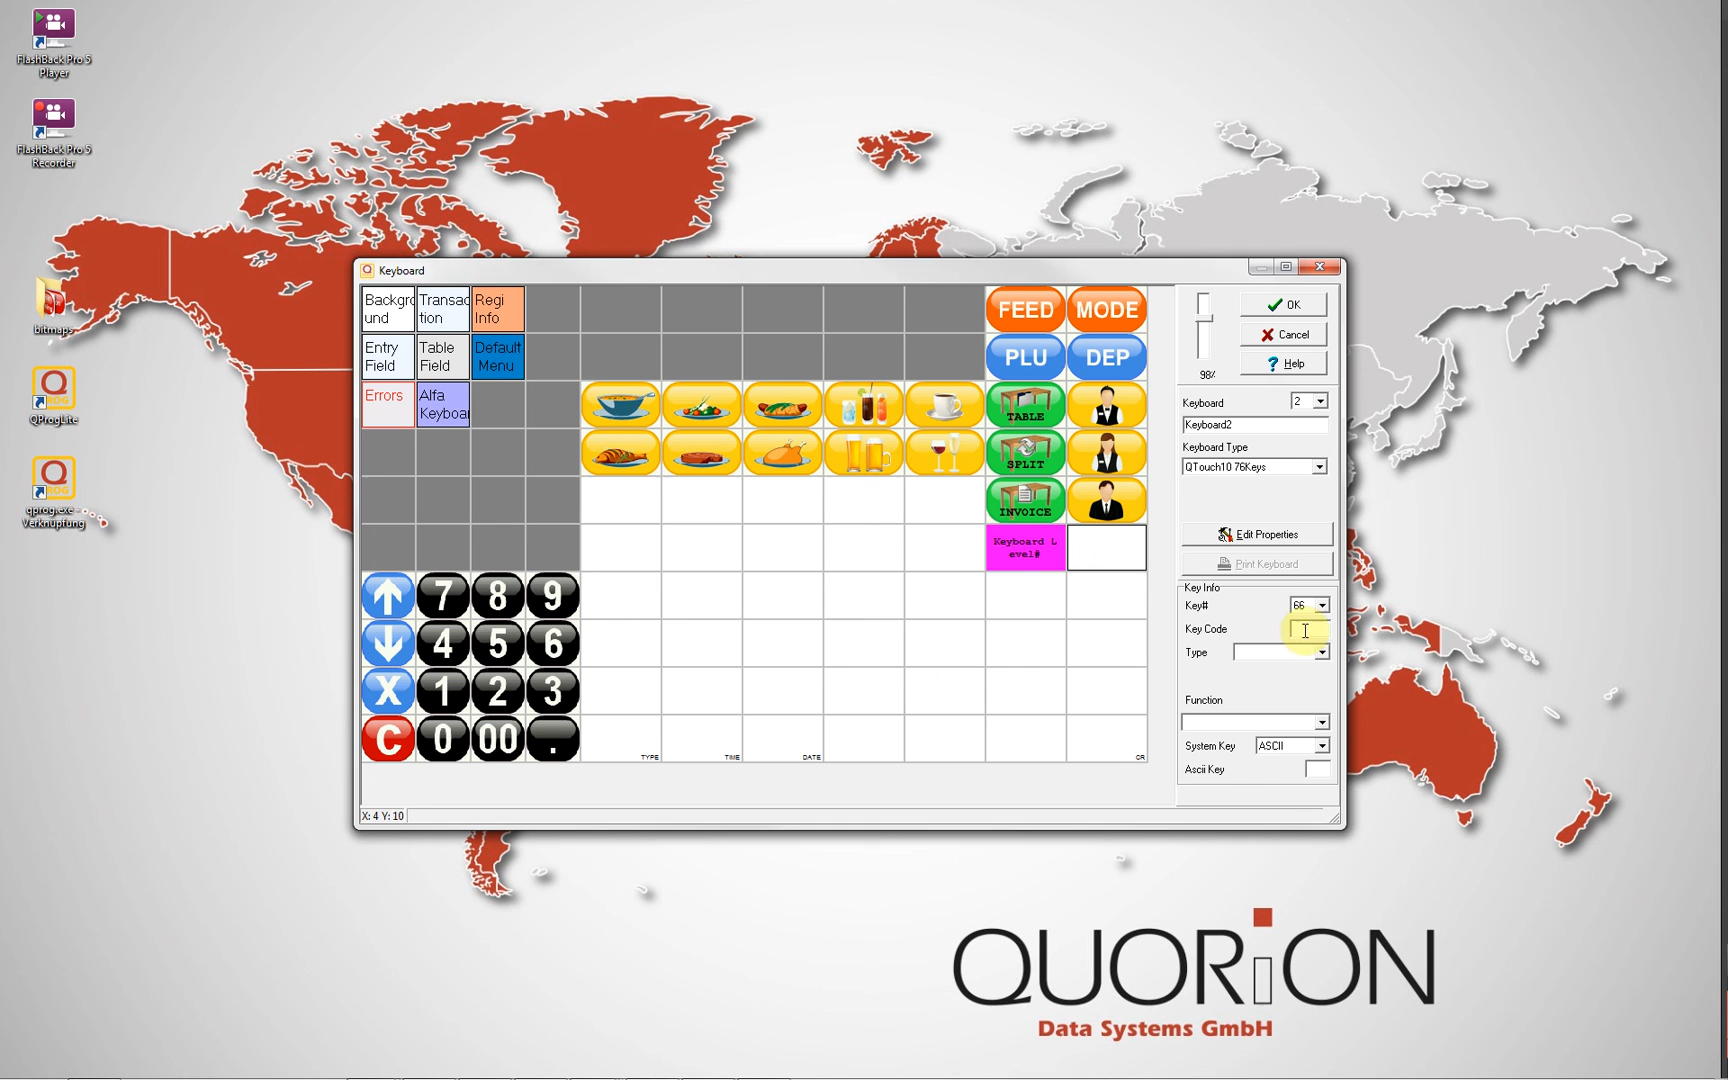 FlashBack Pro 5
Player
FlashBack Pro 5
Recorder
bitmaps
QProgLite
qprog.exe -
Verknüpfung
Keyboard
Backgro
und
Transac
tion
Regi
Info
Entry
Field
Table
Field
Default
Menu
Errors
Alfa
Keyboar
FEED
MODE
PLU
DEP
TABLE
SPLIT
INVOICE
Keyboard L
evel#
7
8
9
4
5
6
X
1
2
3
C
0
00
.
TYPE
TIME
DATE
CR
X: 4 Y: 10
98%
OK
Cancel
Help
Keyboard
2
Keyboard2
Keyboard Type
QTouch10 76Keys
Edit Properties
Print Keyboard
Key Info
Key#
66
Key Code
Type
Function
System Key
ASCII
Ascii Key
QUORiON
Data Systems GmbH